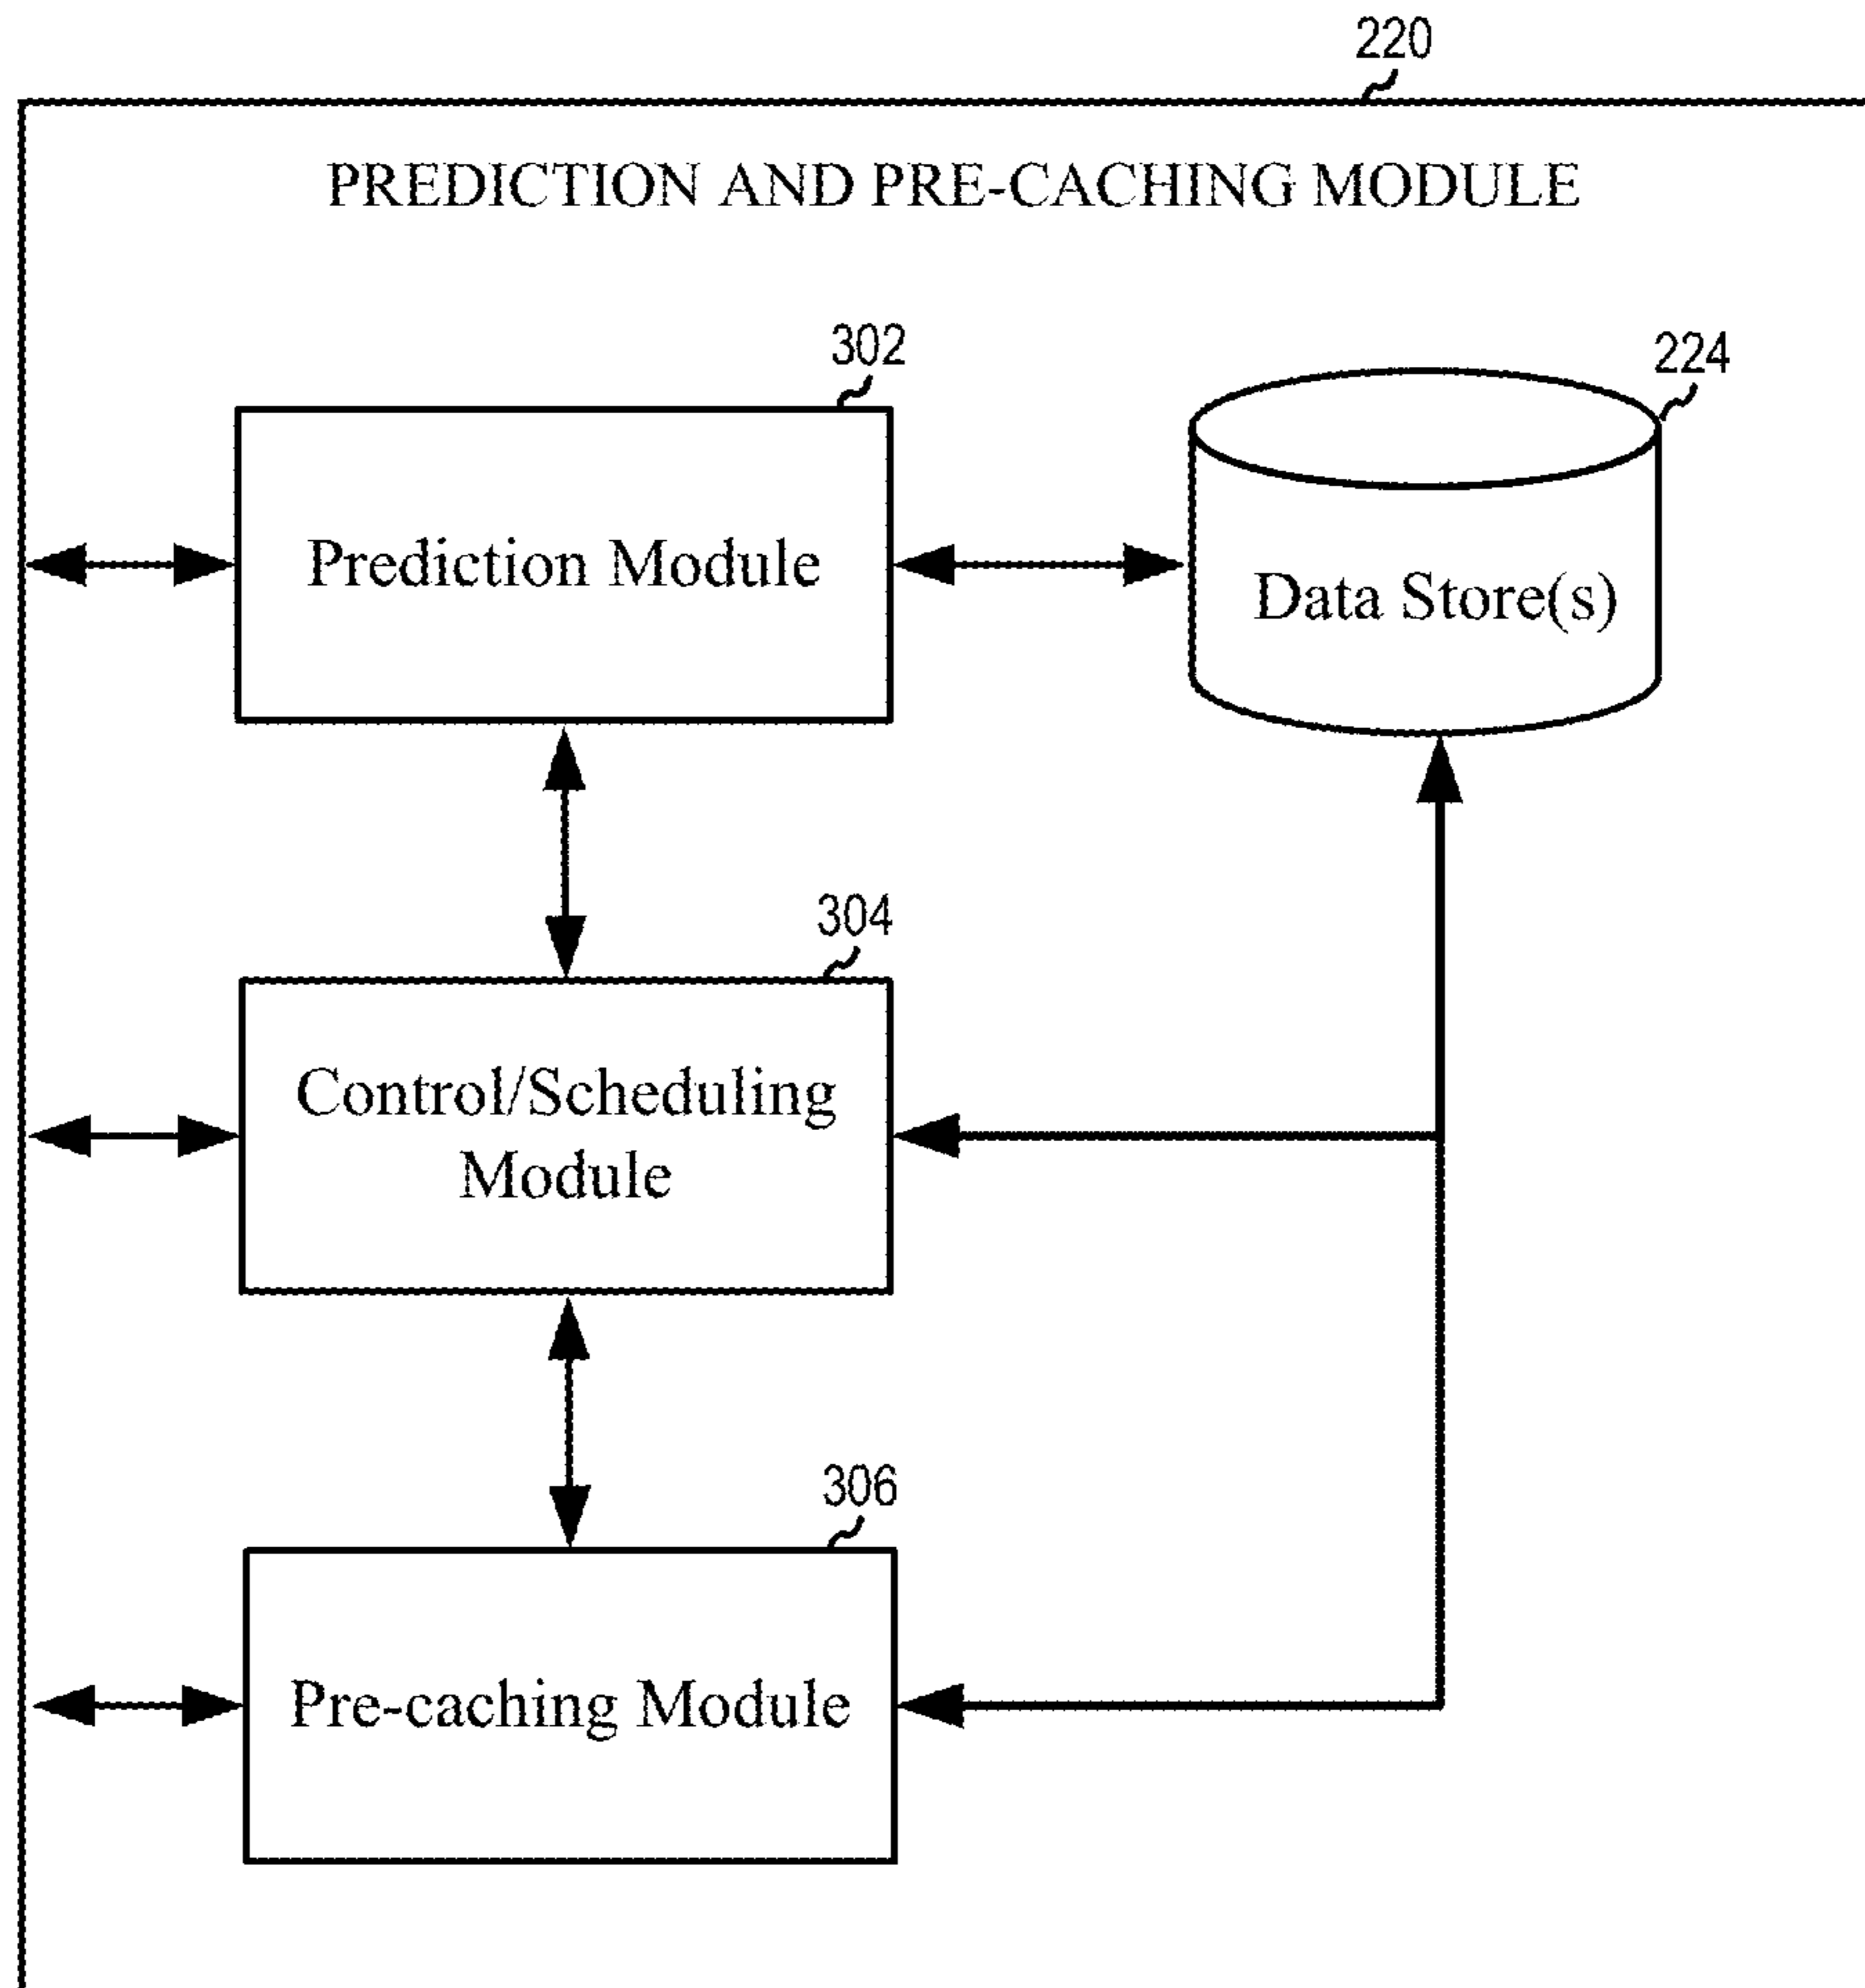 220
PREDICTION AND PRE-CACHING MODULE
302
224
Prediction Module
Data Store(s)
304
Control/Scheduling
Module
306
Pre-caching Module